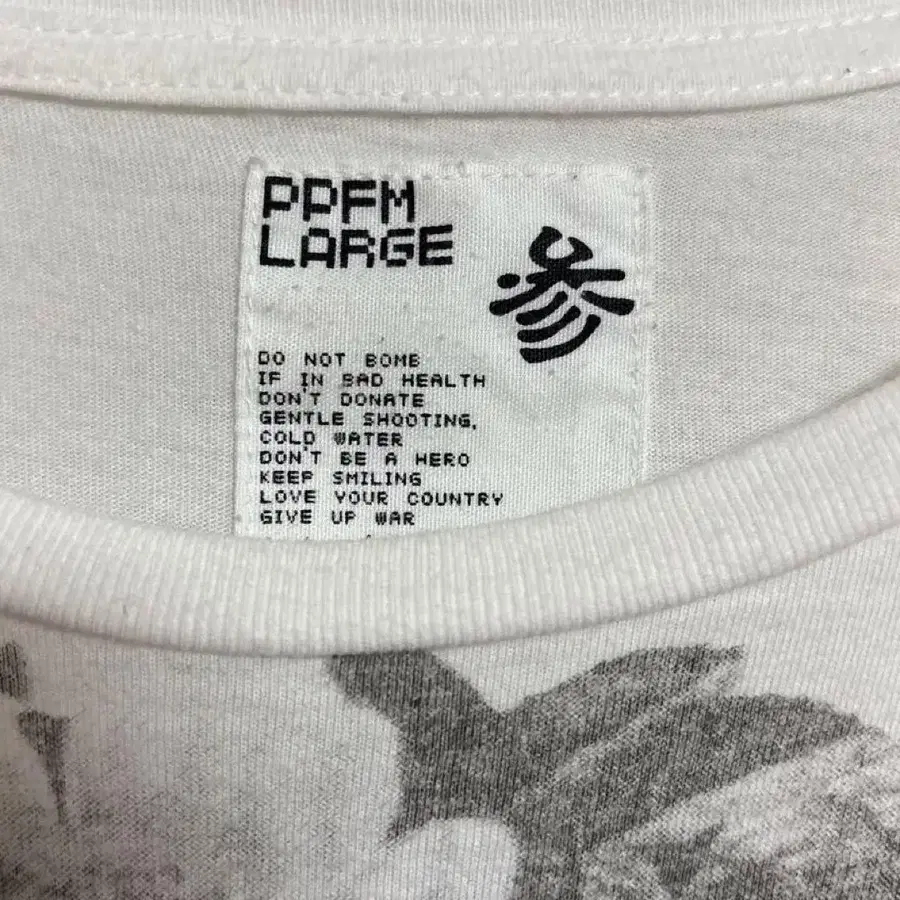 PPFM
LARGE
参
DO NOT BOMB
IF IN BAD HEALTH
DON'T DONATE
GENTLE SHOOTING,
COLD WATER
DON'T BE A HERO
KEEP SMILING
LOVE YOUR COUNTRY
GIVE UP WAR